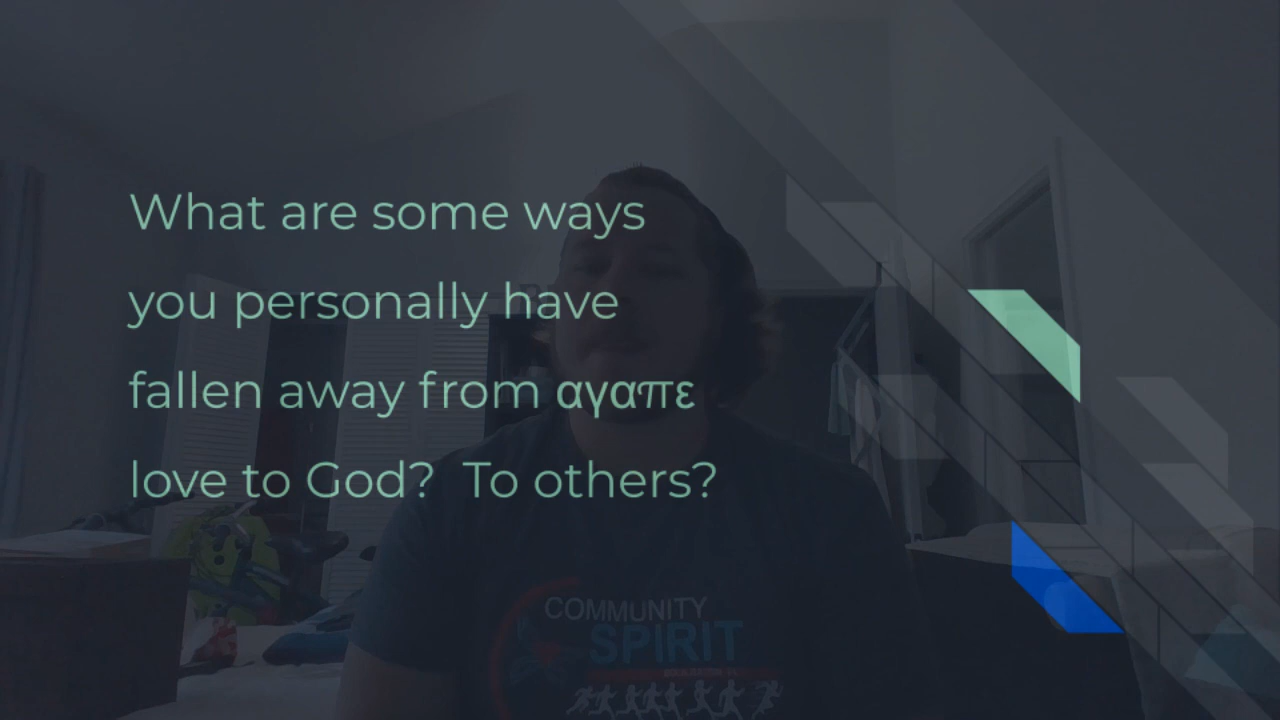 What are some ways
you personally have
fallen away from αγαπε
love to God?  To others?
COMMUNITY
SPIRIT